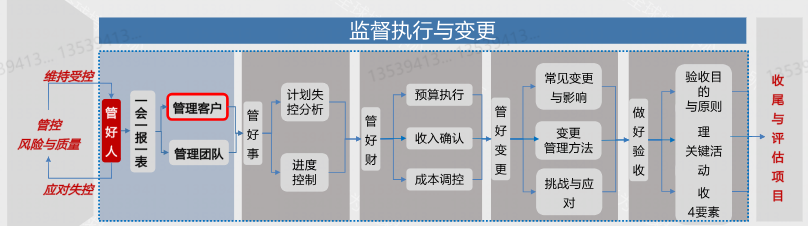 监督执行与变更
维持受控
管控
风险与质量
应对失控
管好人
一会一报一表
管理客户
管理团队
管好事
计划失
控分析
进度
控制
管好财
预算执行
收入确认
成本调控
管好变更
常见变更
与影响
变更
管理方法
挑战与应
对
做好验收
验收目
的
与原则
理
关键活
动
收
4要素
收尾与评估项目
13539413...
13539413...
13539413...